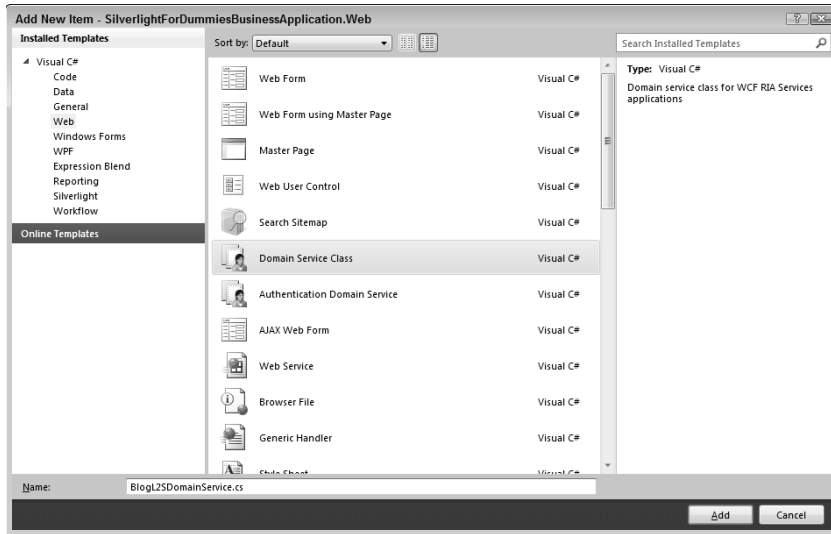 Add New Item - SilverlightForDummiesBusinessApplication.Web
Installed Templates
Sort by: Default
Search Installed Templates
Visual C#
Code
Data
General
Web
Windows Forms
WPF
Expression Blend
Reporting
Silverlight
Workflow
Online Templates
Web Form Visual C#
Web Form using Master Page Visual C#
Master Page Visual C#
Web User Control Visual C#
Search Sitemap Visual C#
Domain Service Class Visual C#
Authentication Domain Service Visual C#
AJAX Web Form Visual C#
Web Service Visual C#
Browser File Visual C#
Generic Handler Visual C#
Style Sheet Visual C#
Type: Visual C#
Domain service class for WCF RIA Services
applications
Name: BlogL2SDomainService.cs
Add Cancel